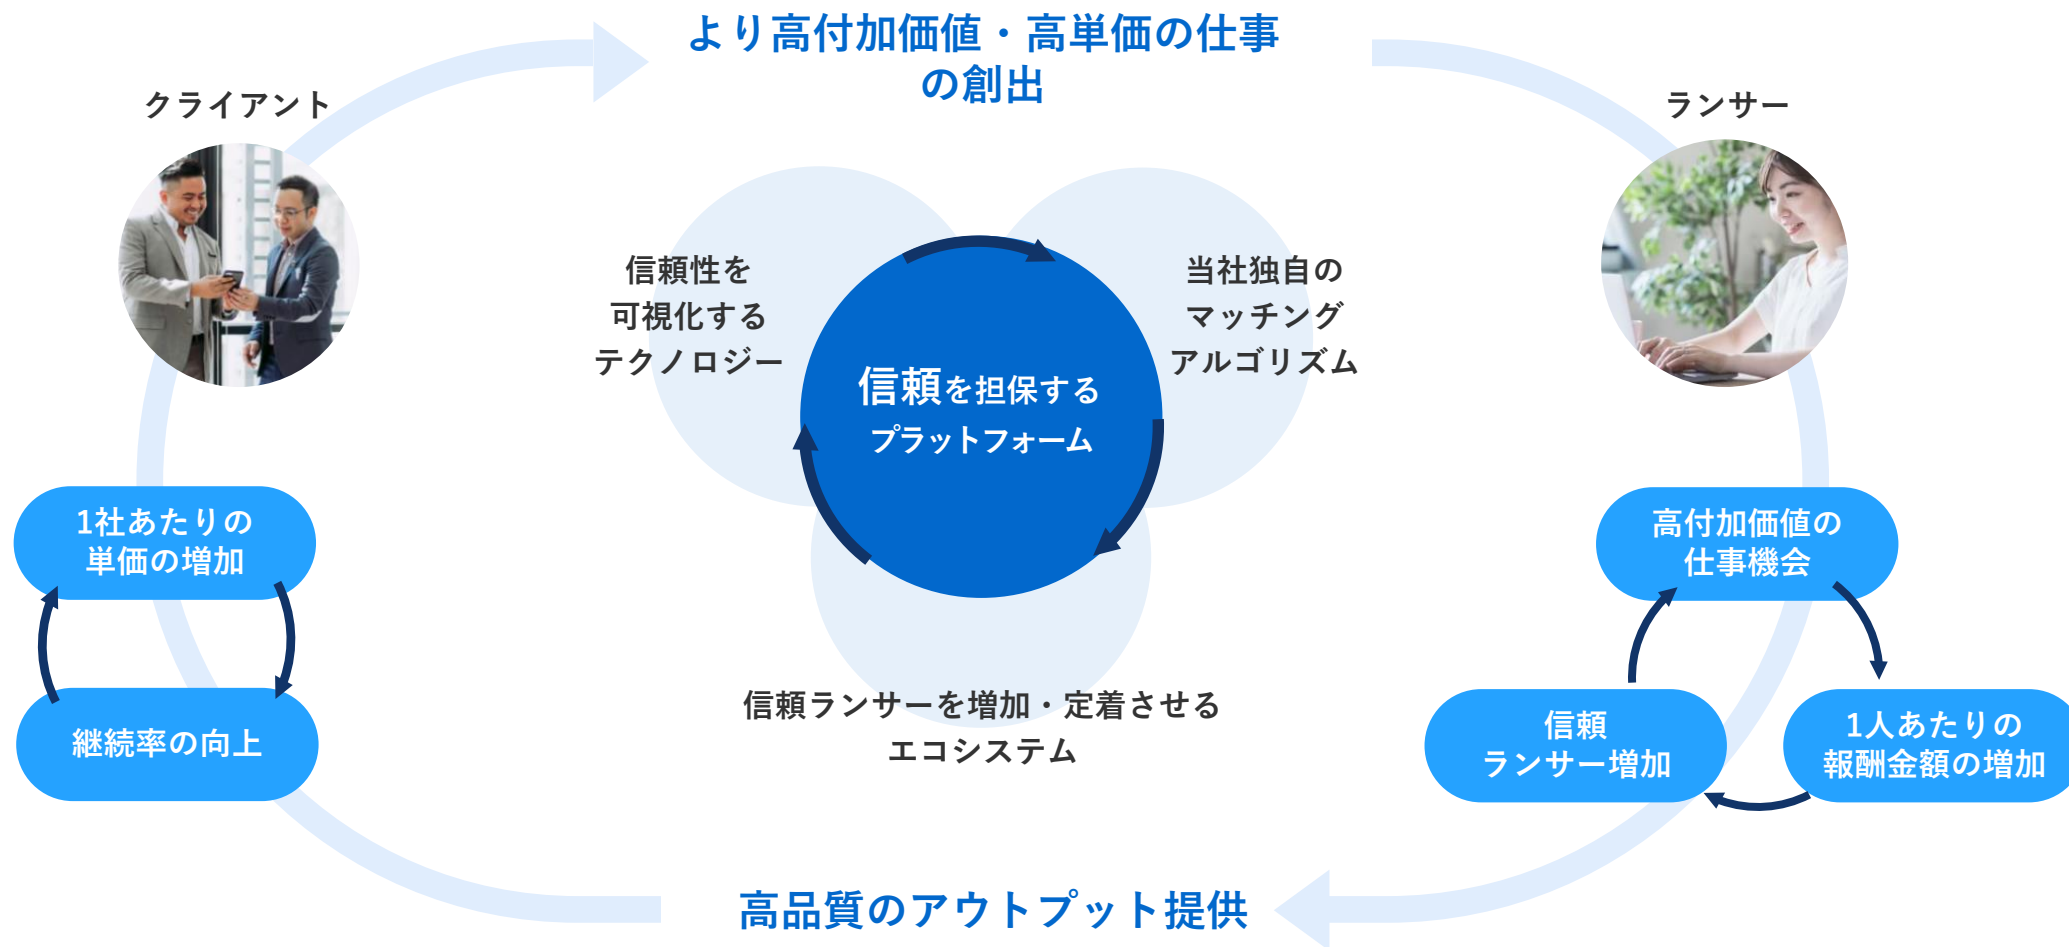 より高付加価値・高単価の仕事
の創出
クライアント
ランサー
信頼性を
可視化する
テクノロジー
当社独自の
マッチング
アルゴリズム
信頼を担保する
プラットフォーム
信頼ランサーを増加・定着させる
エコシステム
1社あたりの
単価の増加
継続率の向上
高付加価値の
仕事機会
信頼
ランサー増加
1人あたりの
報酬金額の増加
高品質のアウトプット提供